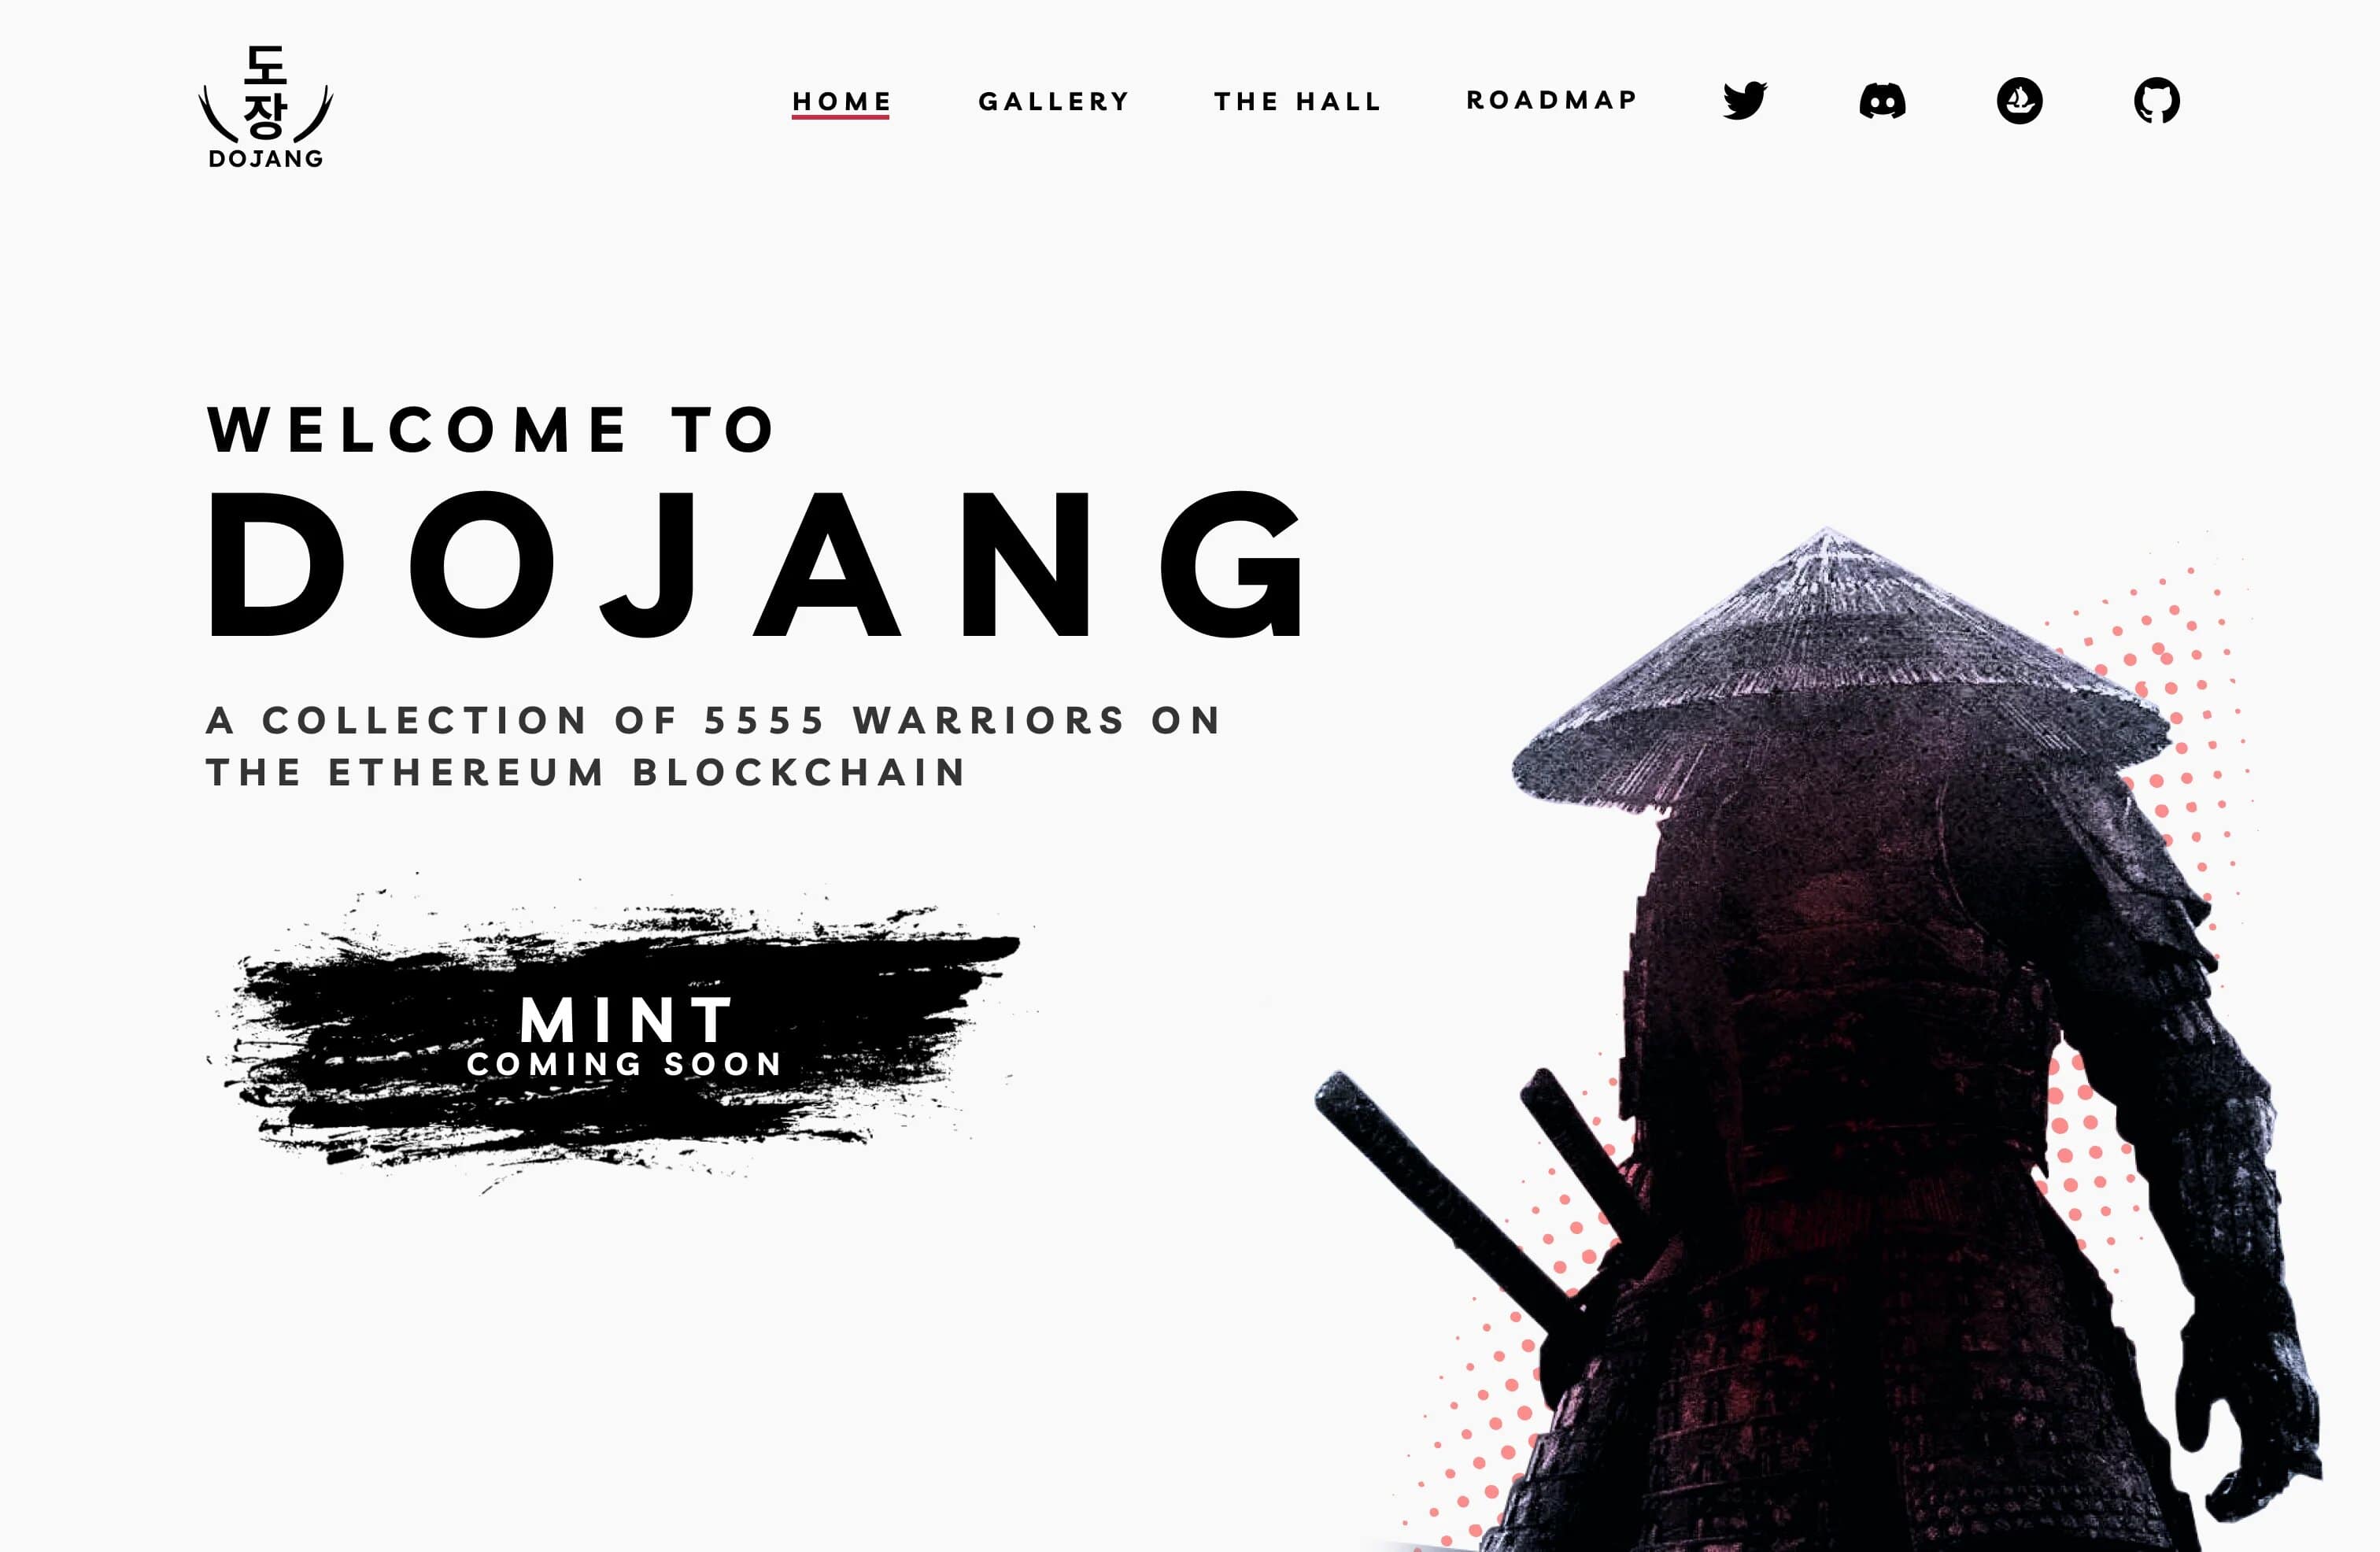 도
장
DOJANG
HOME
GALLERY
THE HALL
ROADMAP
WELCOME TO
DOJANG
A COLLECTION OF 5555 WARRIORS ON
THE ETHEREUM BLOCKCHAIN
MINT
COMING SOON